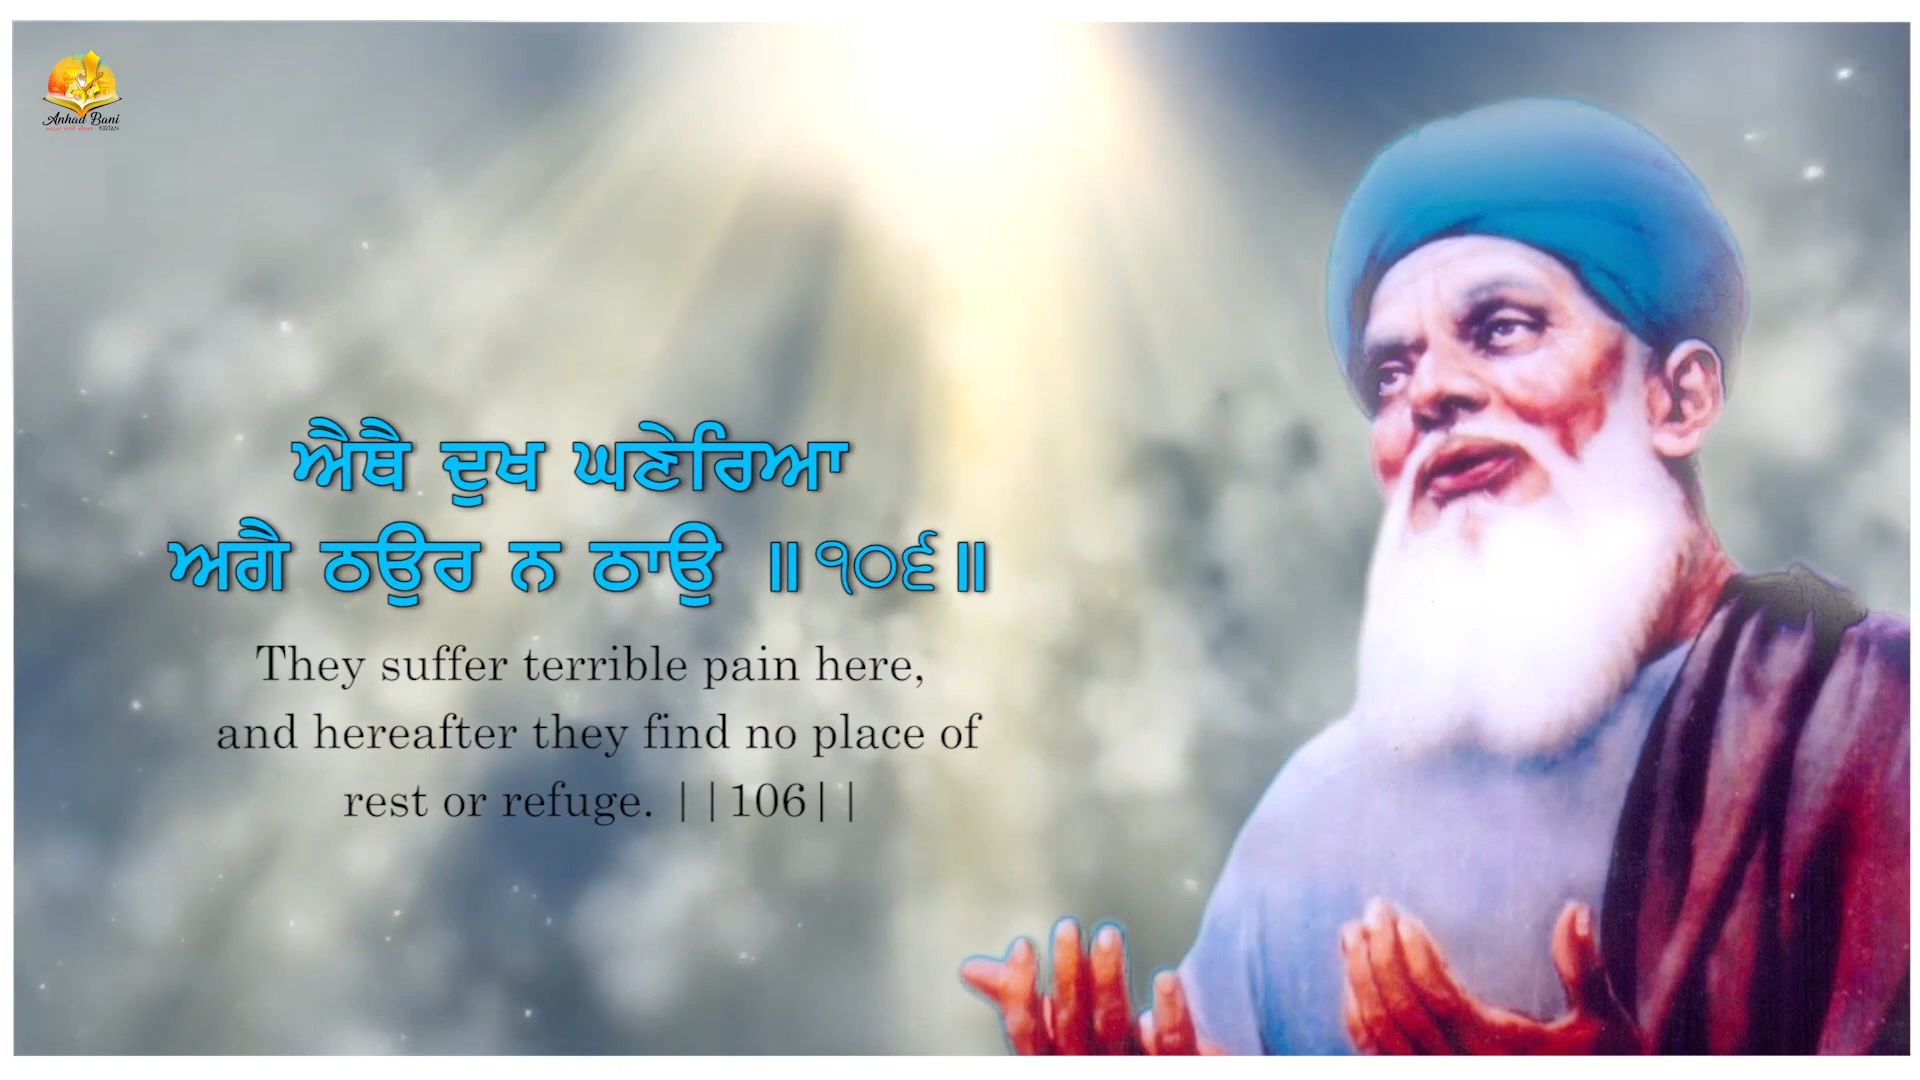 Anhad Bani
KIRTAN
ਐਥੈ ਦੁਖ ਘਣੇਰਿਆ
ਅਗੈ ਠਉਰ ਨ ਠਾਉ ॥੧੦੬॥
They suffer terrible pain here,
and hereafter they find no place of
rest or refuge. ||106||